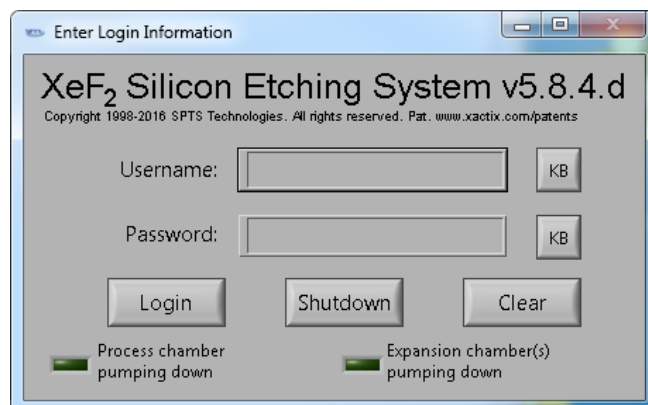 Enter Login Information
XeF₂ Silicon Etching System v5.8.4.d
Copyright 1998-2016 SPTS Technologies. All rights reserved. Pat. www.xactix.com/patents
Username:
KB
Password:
KB
Login
Shutdown
Clear
Process chamber
pumping down
Expansion chamber(s)
pumping down